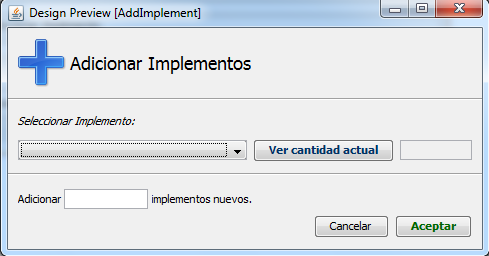 Design Preview [AddImplement]
Adicionar Implementos
Seleccionar Implemento:
Ver cantidad actual
Adicionar implementos nuevos.
Cancelar Aceptar